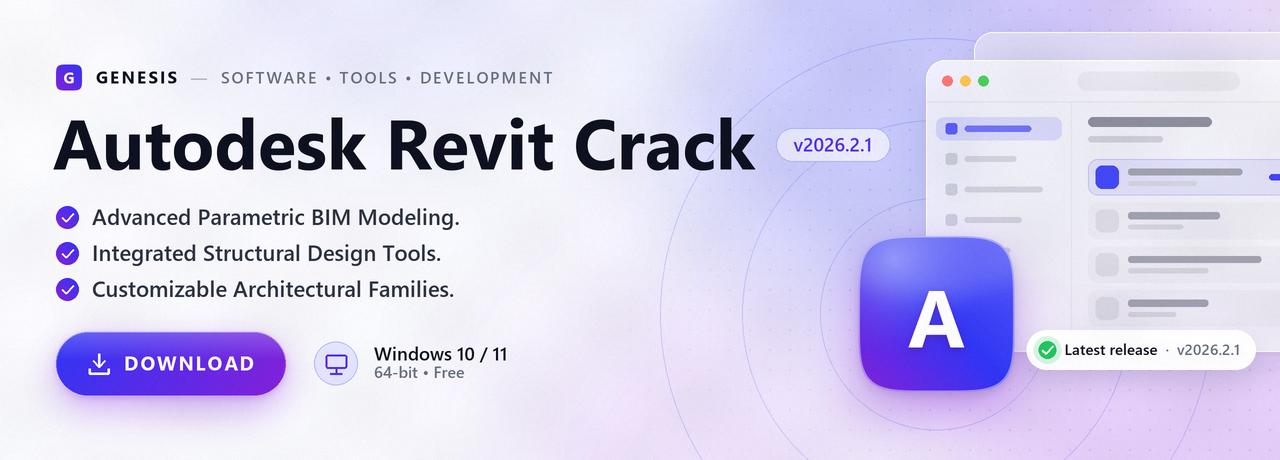 G GENESIS — SOFTWARE • TOOLS • DEVELOPMENT
Autodesk Revit Crack v2026.2.1
Advanced Parametric BIM Modeling.
Integrated Structural Design Tools.
Customizable Architectural Families.
DOWNLOAD
Windows 10 / 11
64-bit • Free
A
Latest release · v2026.2.1